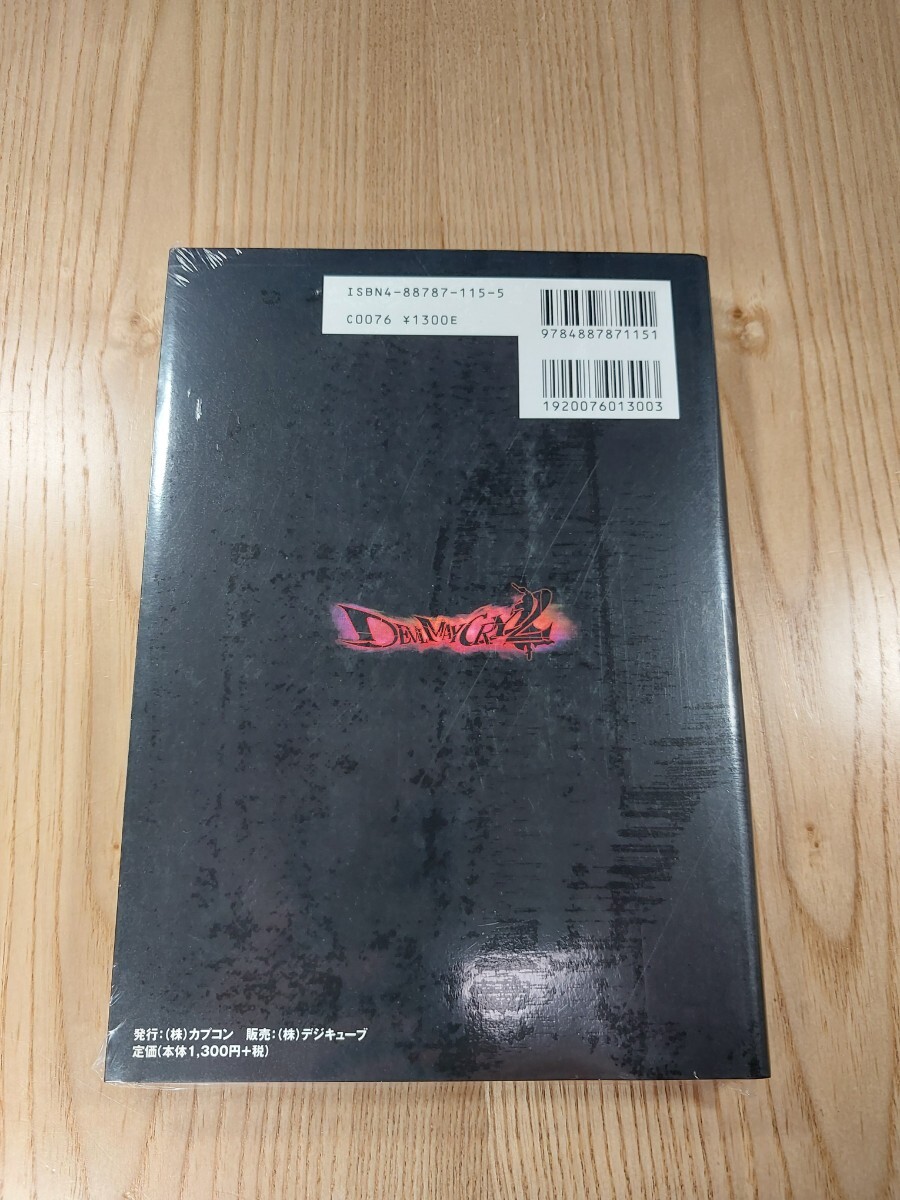 ISBN4-88787-115-5
C0076 ¥1300E
9784887871151
1920076013003
DEVIL MAY CRY 2
発行:(株)カプコン 販売:(株)デジキューブ
定価(本体1,300円+税)